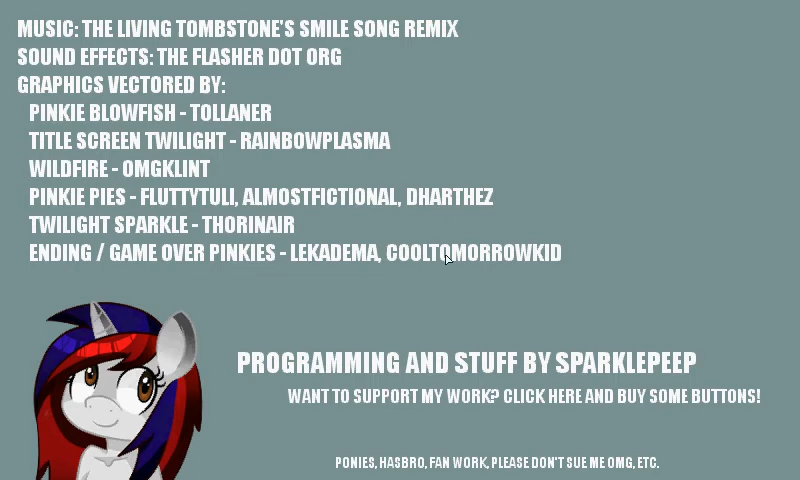 MUSIC: THE LIVING TOMBSTONE'S SMILE SONG REMIX
SOUND EFFECTS: THE FLASHER DOT ORG
GRAPHICS VECTORED BY:
PINKIE BLOWFISH - TOLLANER
TITLE SCREEN TWILIGHT - RAINBOWPLASMA
WILDFIRE - OMGKLINT
PINKIE PIES - FLUTTYTULI, ALMOSTFICTIONAL, DHARTHEZ
TWILIGHT SPARKLE - THORINAIR
ENDING / GAME OVER PINKIES - LEKADEMA, COOLTOMORROWKID
PROGRAMMING AND STUFF BY SPARKLEPEEP
WANT TO SUPPORT MY WORK? CLICK HERE AND BUY SOME BUTTONS!
PONIES, HASBRO, FAN WORK, PLEASE DON'T SUE ME OMG, ETC.